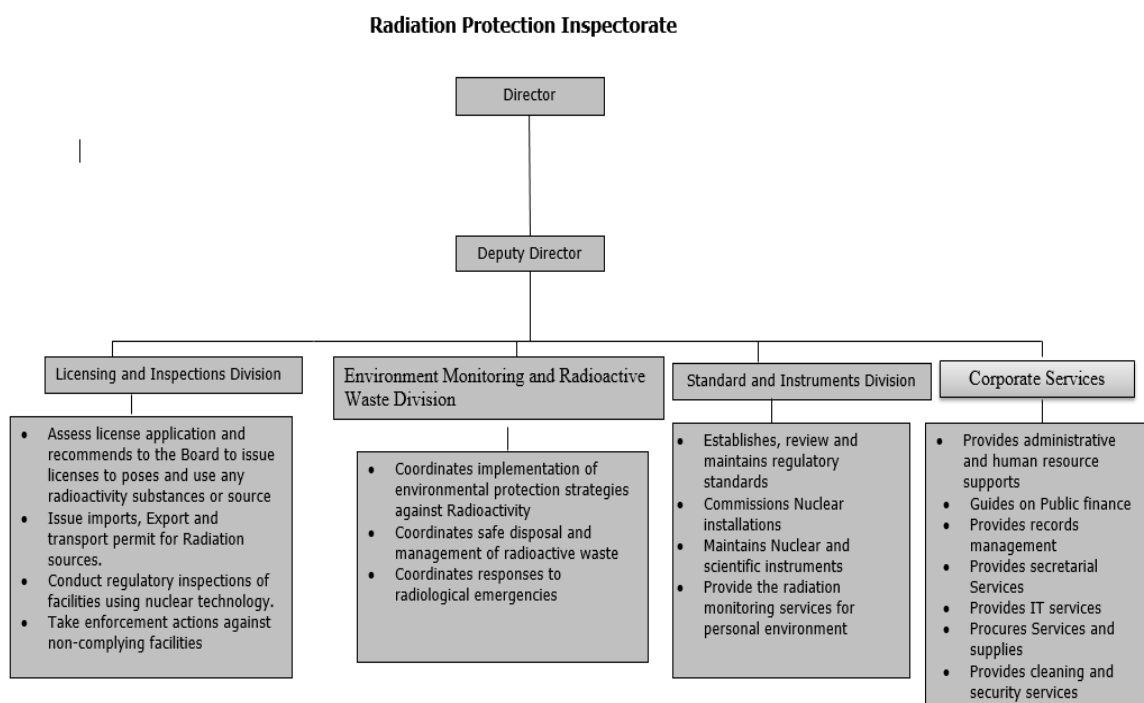 Radiation Protection Inspectorate
Director
Deputy Director
Licensing and Inspections Division
• Assess license application and
recommends to the Board to issue
licenses to poses and use any
radioactivity substances or source
• Issue imports, Export and
transport permit for Radiation
sources.
• Conduct regulatory inspections of
facilities using nuclear technology.
• Take enforcement actions against
non-complying facilities
Environment Monitoring and Radioactive
Waste Division
• Coordinates implementation of
environmental protection strategies
against Radioactivity
• Coordinates safe disposal and
management of radioactive waste
• Coordinates responses to
radiological emergencies
Standard and Instruments Division
• Establishes, review and
maintains regulatory
standards
• Commissions Nuclear
installations
• Maintains Nuclear and
scientific instruments
• Provide the radiation
monitoring services for
personal environment
Corporate Services
• Provides administrative
and human resource
supports
• Guides on Public finance
• Provides records
management
• Provides secretarial
Services
• Provides IT services
• Procures Services and
supplies
• Provides cleaning and
security services